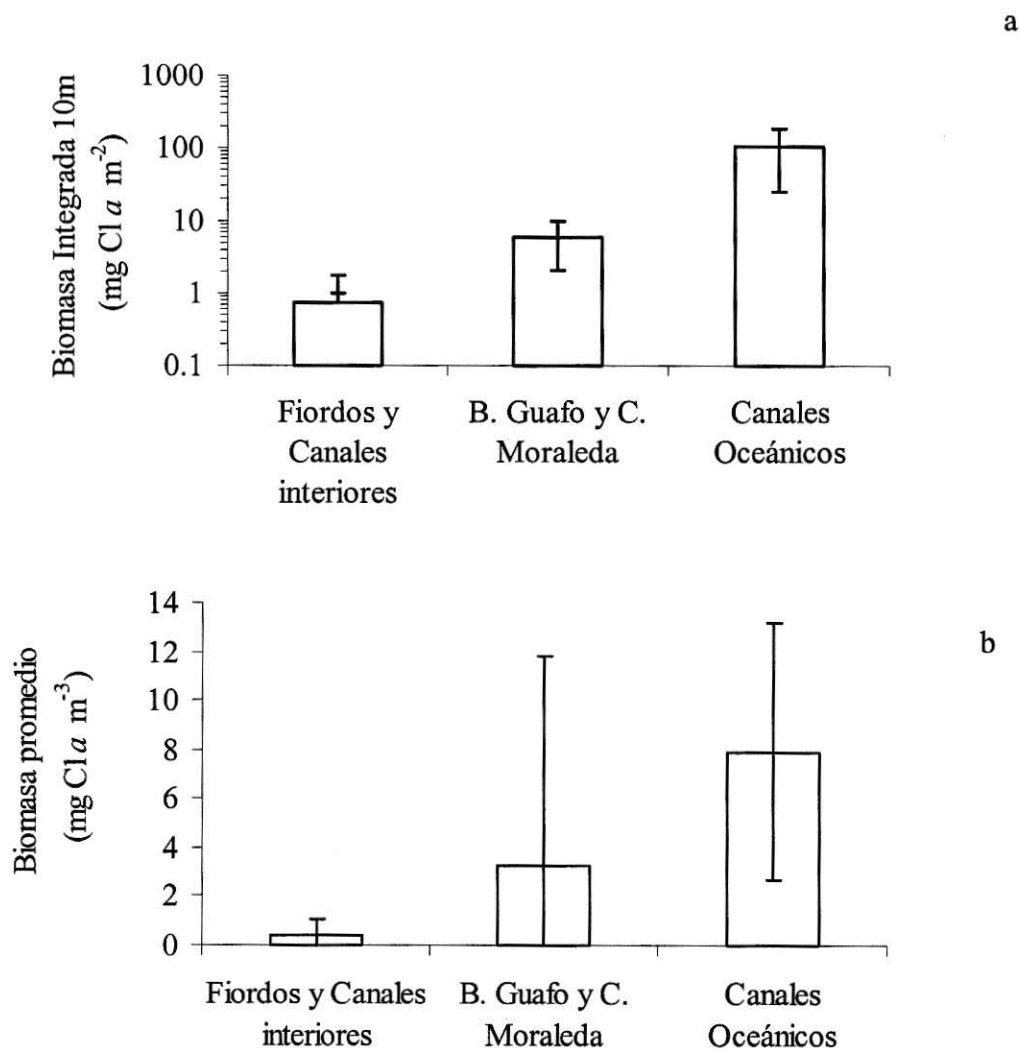 a
Biomasa Integrada 10m
(mg Cl a m-2)
1000
100
10
1
0.1
Fiordos y
Canales
interiores
B. Guafo y C.
Moraleda
Canales
Oceánicos
b
Biomasa promedio
(mg Cl a m-3)
14
12
10
8
6
4
2
0
Fiordos y Canales
interiores
B. Guafo y C.
Moraleda
Canales
Oceánicos